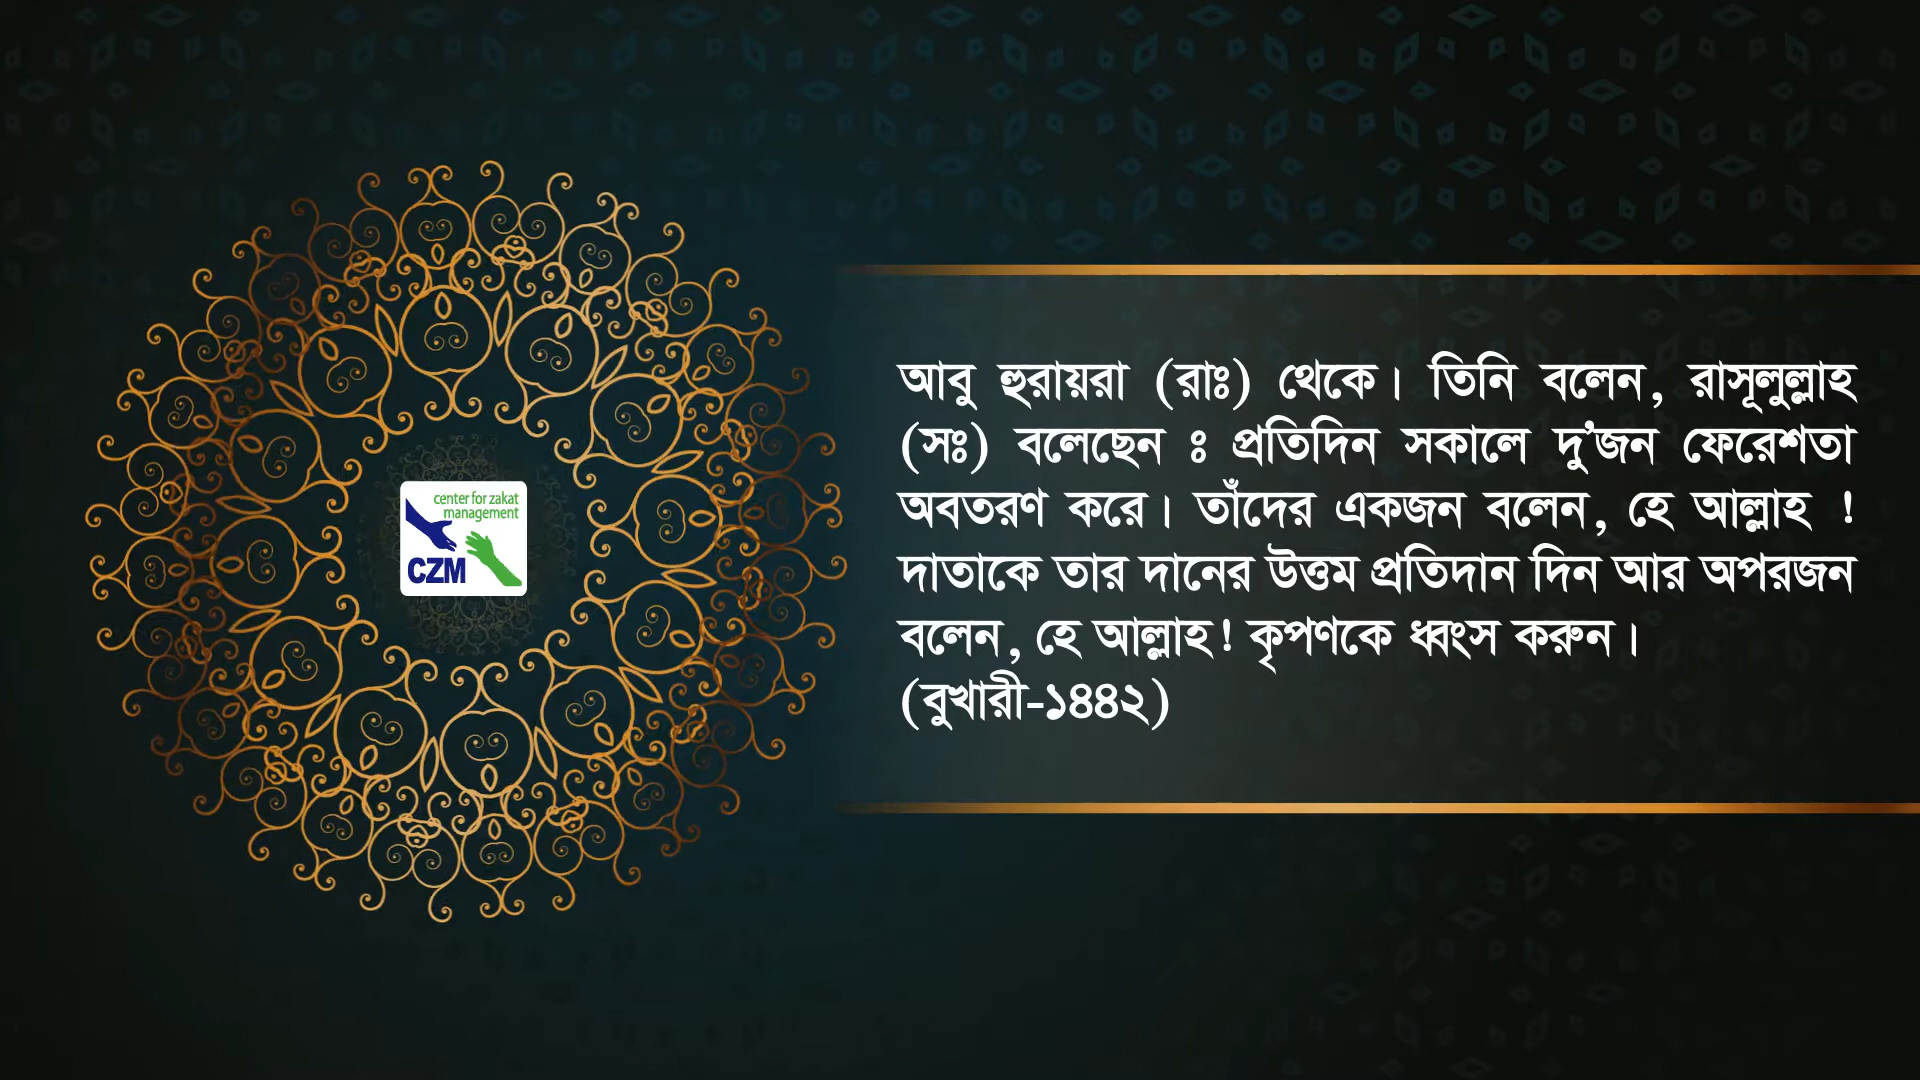 center for zakat
management
CZM
আবু হুরায়রা (রাঃ) থেকে। তিনি বলেন, রাসূলুল্লাহ
(সঃ) বলেছেন ঃ প্রতিদিন সকালে দু’জন ফেরেশতা
অবতরণ করে। তাঁদের একজন বলেন, হে আল্লাহ !
দাতাকে তার দানের উত্তম প্রতিদান দিন আর অপরজন
বলেন, হে আল্লাহ! কৃপণকে ধ্বংস করুন।
(বুখারী-১৪৪২)